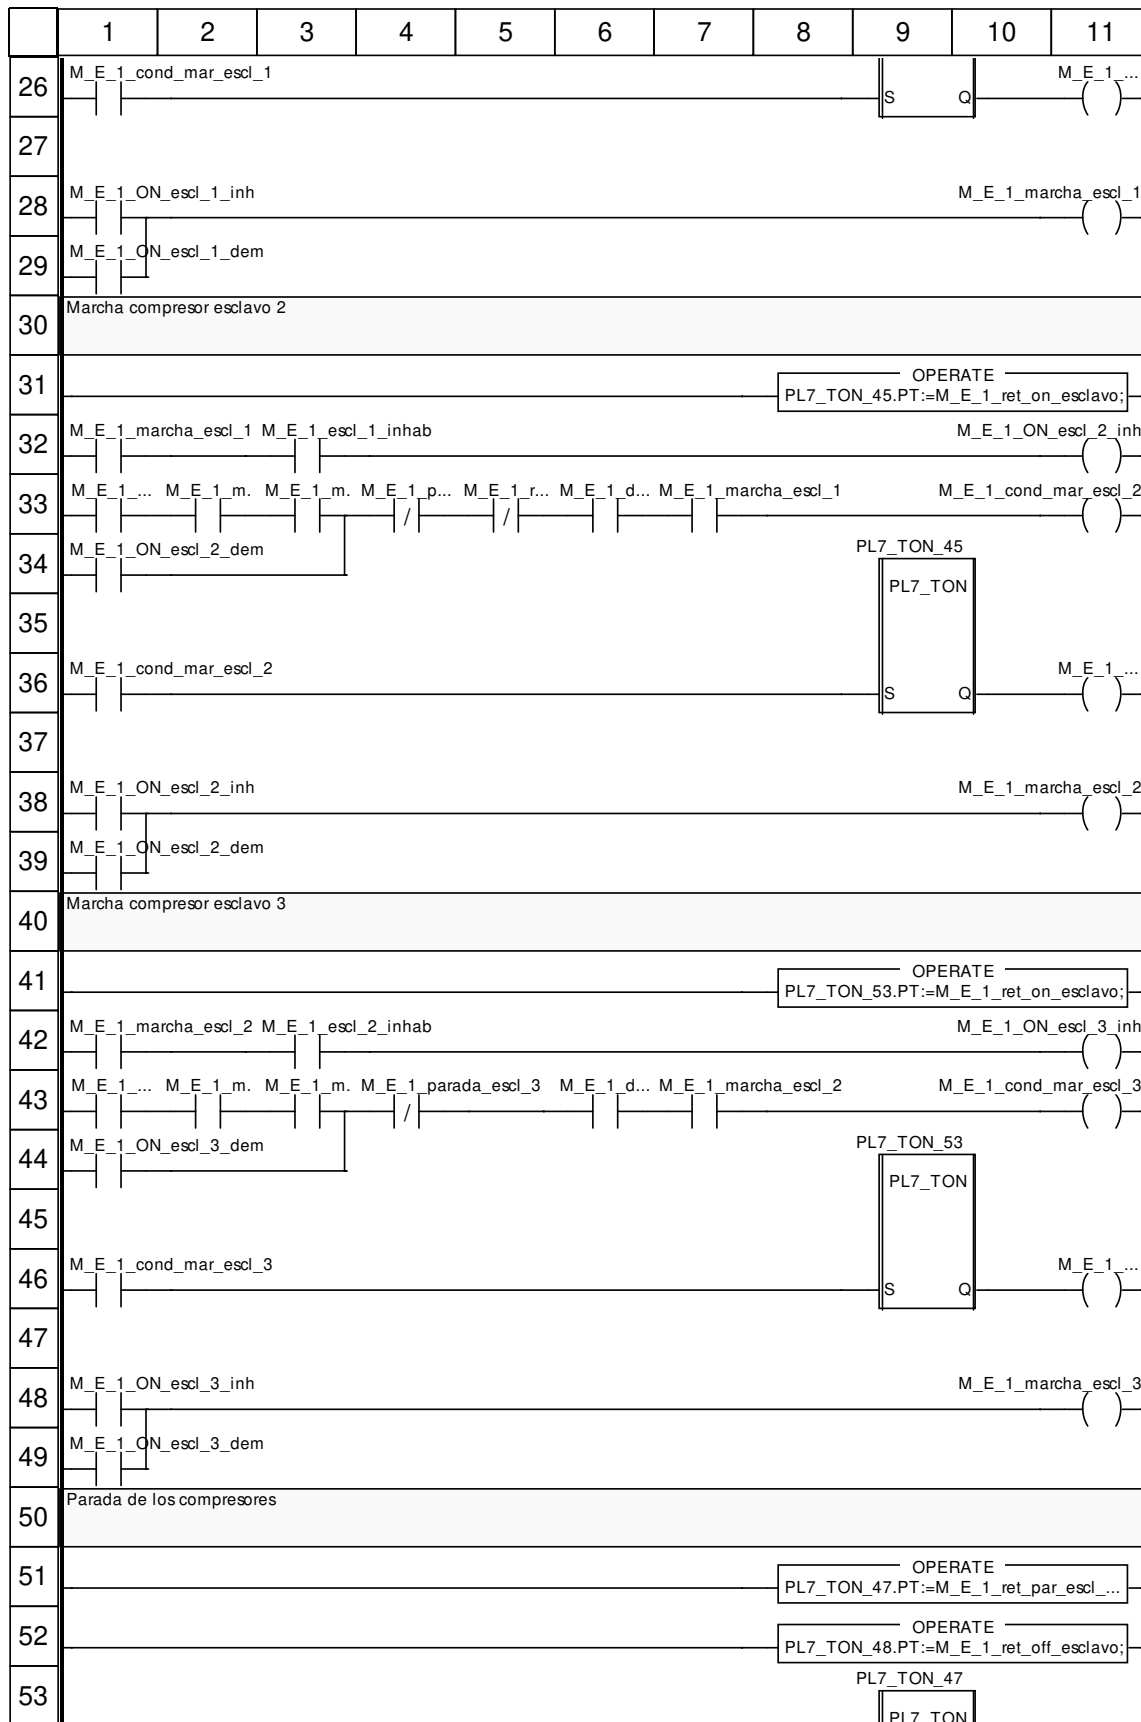 1 2 3 4 5 6 7 8 9 10 11
M_E_1_cond_mar_escl_1 M_E_1_...
26 S Q
27
M_E_1_ON_escl_1_inh M_E_1_marcha_escl_1
28
M_E_1_ON_escl_1_dem
29
Marcha compresor esclavo 2
30
OPERATE
31 PL7_TON_45.PT:=M_E_1_ret_on_esclavo;
M_E_1_marcha_escl_1 M_E_1_escl_1_inhab M_E_1_ON_escl_2_inh
32
M_E_1_... M_E_1_m. M_E_1_m. M_E_1_p... M_E_1_r... M_E_1_d... M_E_1_marcha_escl_1 M_E_1_cond_mar_escl_2
33 / /
M_E_1_ON_escl_2_dem PL7_TON_45
34
PL7_TON
35
M_E_1_cond_mar_escl_2 M_E_1_...
36 S Q
37
M_E_1_ON_escl_2_inh M_E_1_marcha_escl_2
38
M_E_1_ON_escl_2_dem
39
Marcha compresor esclavo 3
40
OPERATE
41 PL7_TON_53.PT:=M_E_1_ret_on_esclavo;
M_E_1_marcha_escl_2 M_E_1_escl_2_inhab M_E_1_ON_escl_3_inh
42
M_E_1_... M_E_1_m. M_E_1_m. M_E_1_parada_escl_3 M_E_1_d... M_E_1_marcha_escl_2 M_E_1_cond_mar_escl_3
43 /
M_E_1_ON_escl_3_dem PL7_TON_53
44
PL7_TON
45
M_E_1_cond_mar_escl_3 M_E_1_...
46 S Q
47
M_E_1_ON_escl_3_inh M_E_1_marcha_escl_3
48
M_E_1_ON_escl_3_dem
49
Parada de los compresores
50
OPERATE
51 PL7_TON_47.PT:=M_E_1_ret_par_escl_...
OPERATE
52 PL7_TON_48.PT:=M_E_1_ret_off_esclavo;
PL7_TON_47
53
PL7_TON